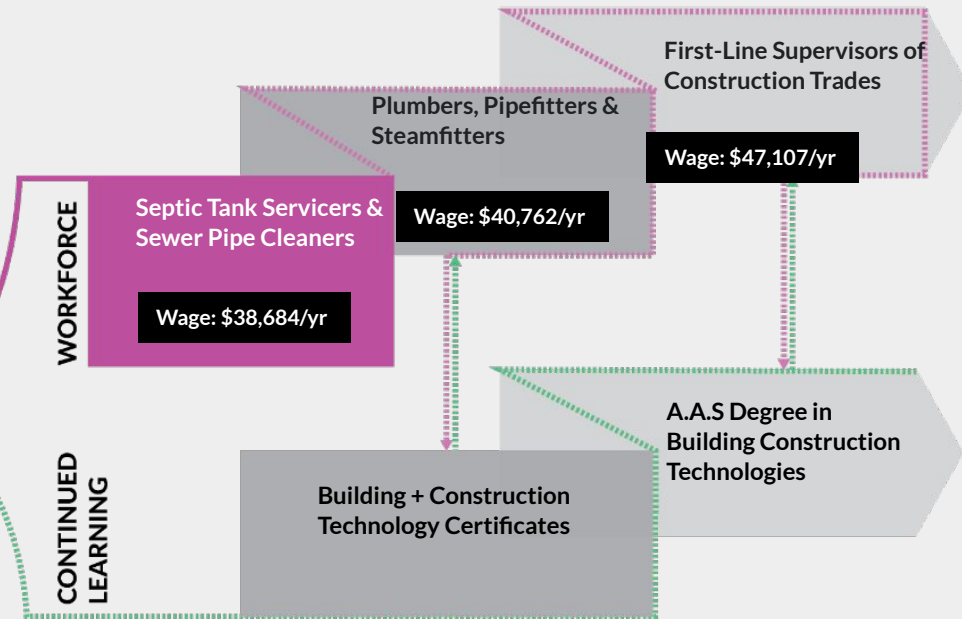 First-Line Supervisors of
Construction Trades
Wage: $47,107/yr
Plumbers, Pipefitters &
Steamfitters
Wage: $40,762/yr
WORKFORCE
Septic Tank Servicers &
Sewer Pipe Cleaners
Wage: $38,684/yr
CONTINUED
LEARNING
Building + Construction
Technology Certificates
A.A.S Degree in
Building Construction
Technologies